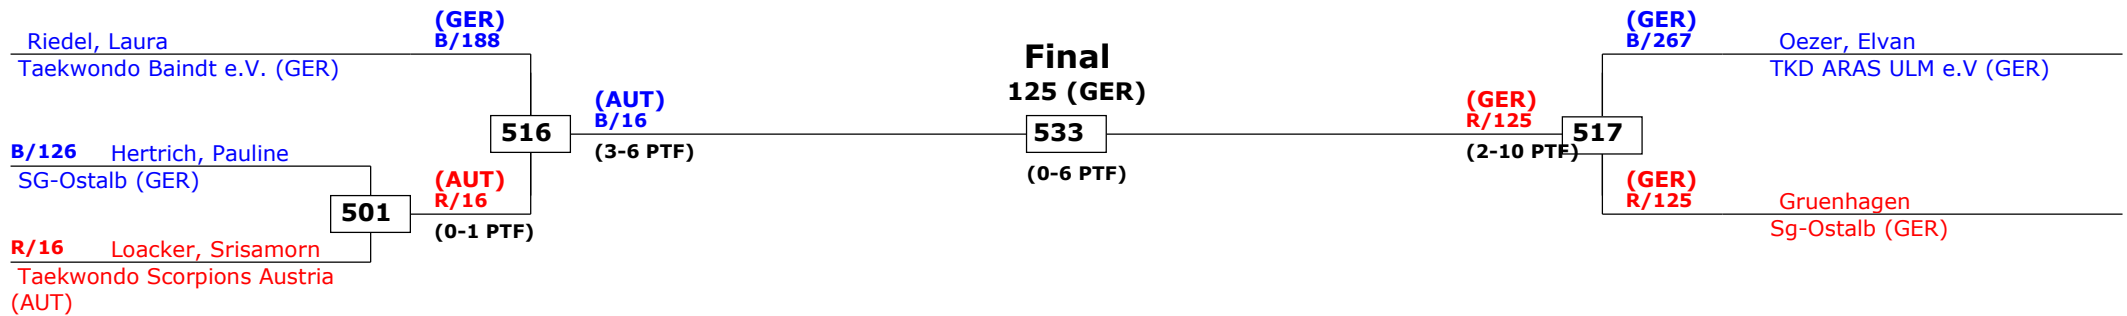 (GER)
B/188
Riedel, Laura
Taekwondo Baindt e.V. (GER)
B/126 Hertrich, Pauline
SG-Ostalb (GER)
501
R/16 Loacker, Srisamorn
Taekwondo Scorpions Austria
(AUT)
(AUT)
R/16
(0-1 PTF)
516
(AUT)
B/16
(3-6 PTF)
Final
125 (GER)
533
(0-6 PTF)
(GER)
R/125
(2-10 PTF)
517
(GER)
B/267
Oezer, Elvan
TKD ARAS ULM e.V (GER)
(GER)
R/125
Gruenhagen
Sg-Ostalb (GER)